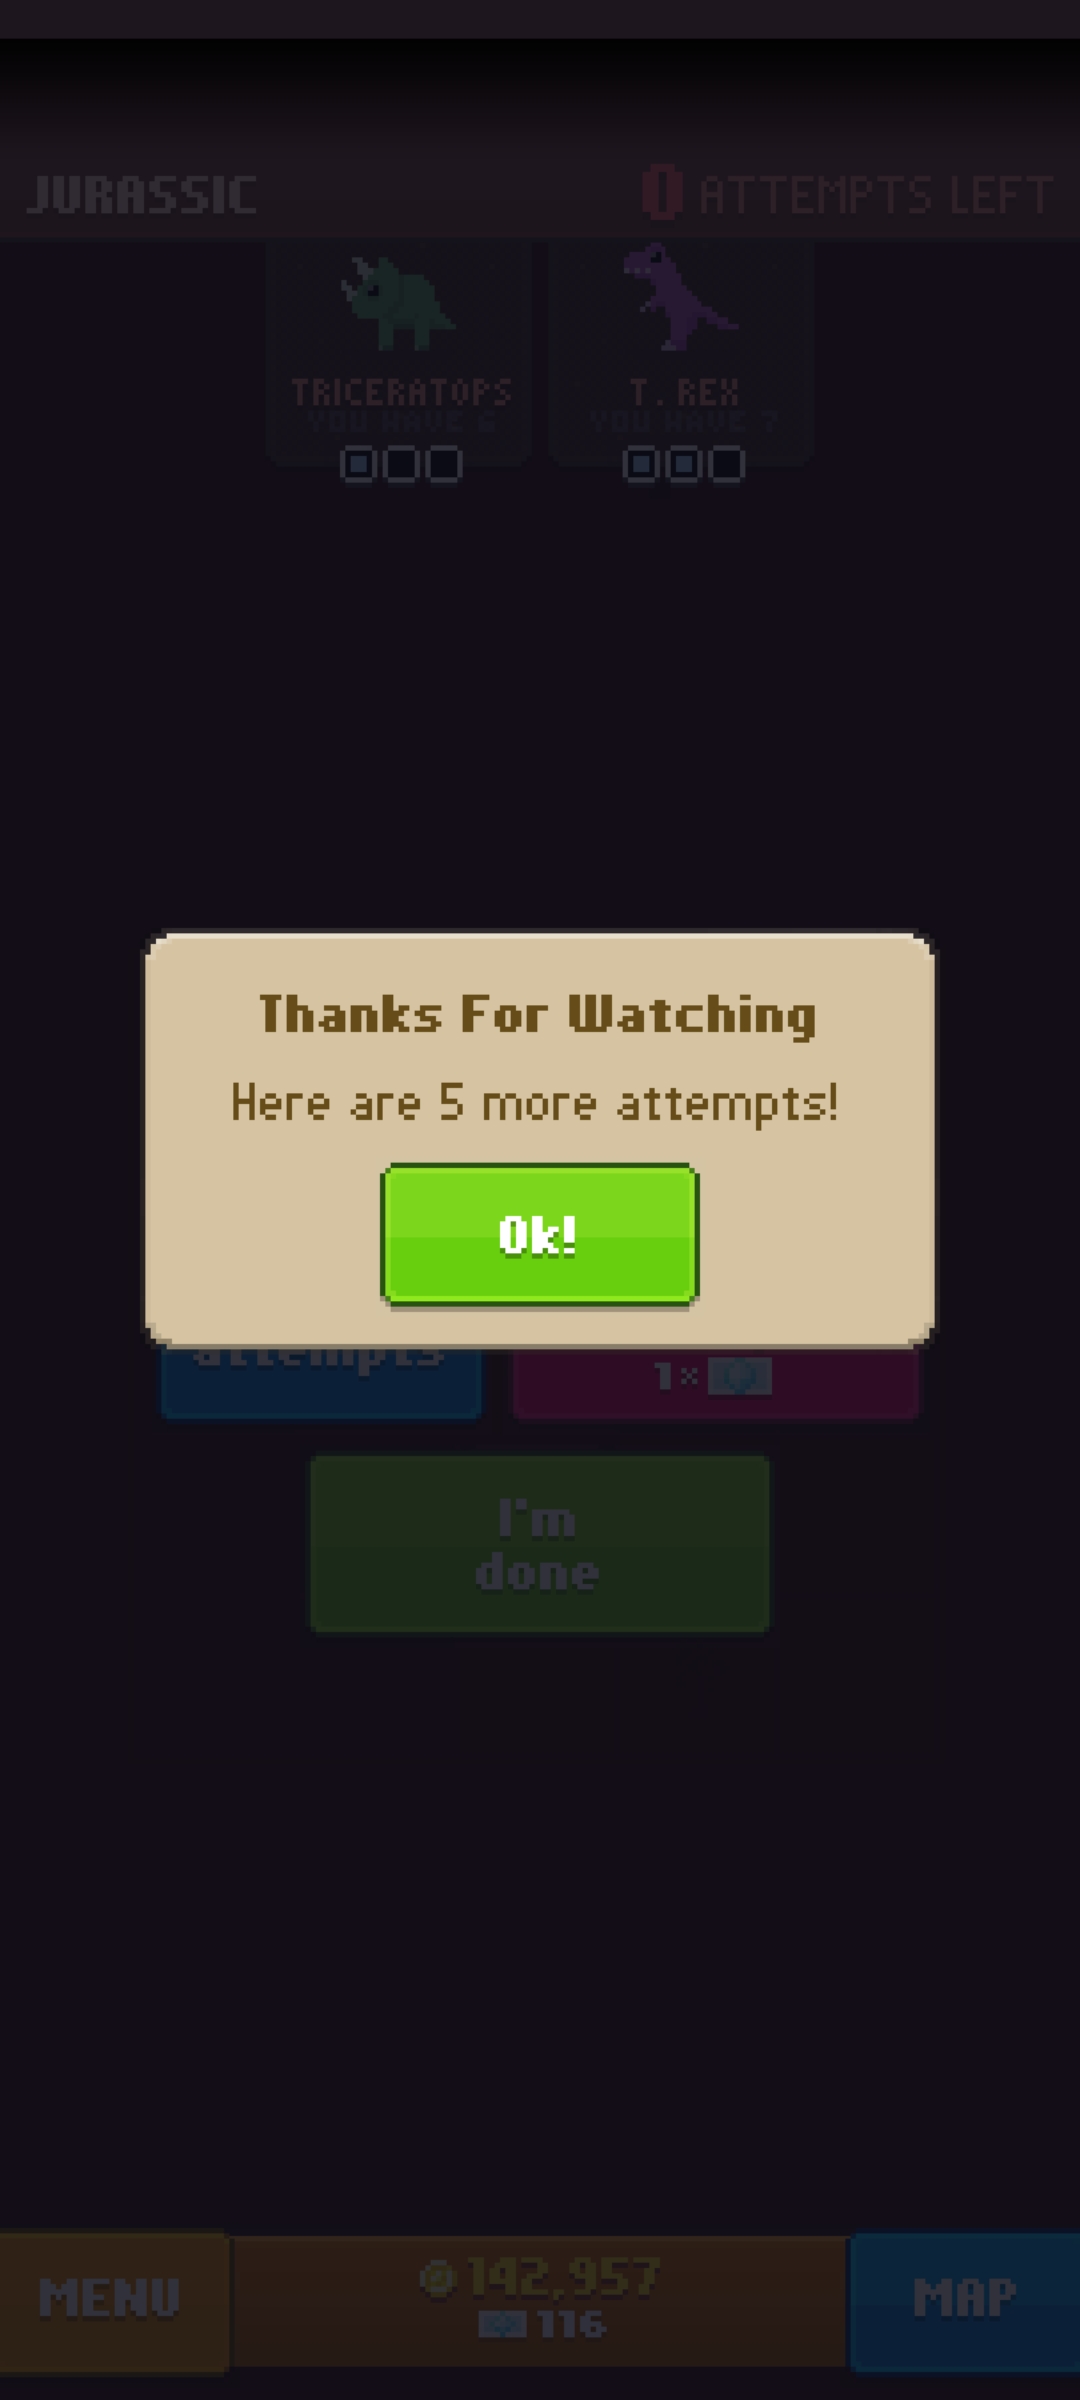 JURASSIC
0 ATTEMPTS LEFT
TRICERATOPS
T. REX
YOU HAVE 6
YOU HAVE 7
Thanks For Watching
Here are 5 more attempts!
Ok!
attempts
1×
I'm
done
MENU
142,957
116
MAP